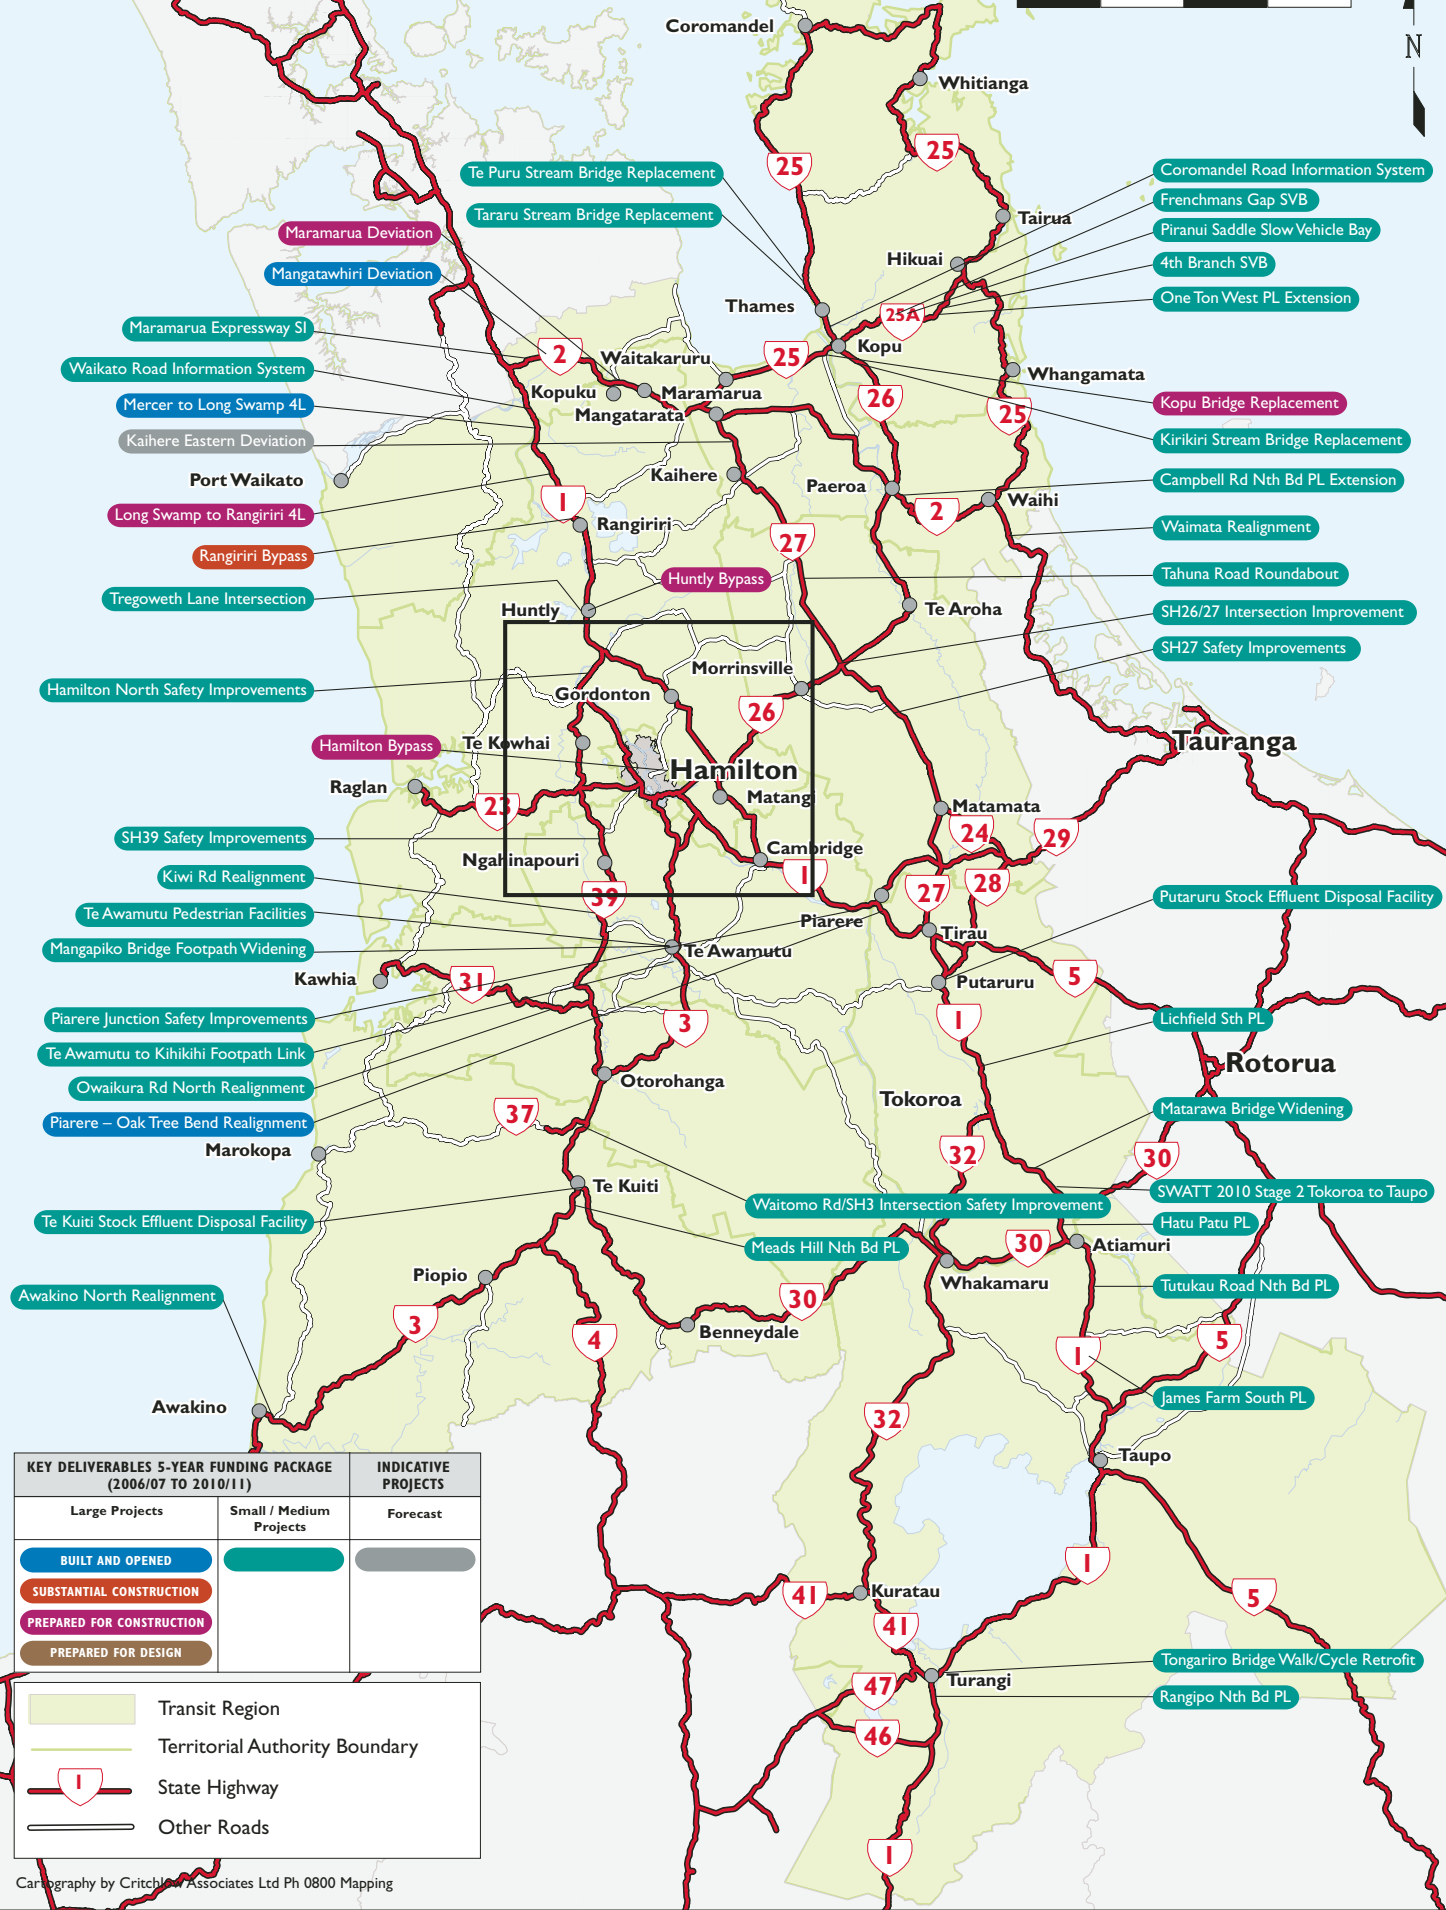 Coromandel
Whitianga
N
25
25
Te Puru Stream Bridge Replacement
Tararu Stream Bridge Replacement
Coromandel Road Information System
Frenchmans Gap SVB
Piranui Saddle Slow Vehicle Bay
4th Branch SVB
One Ton West PL Extension
Tairua
Hikuai
Maramarua Deviation
Mangatawhiri Deviation
Thames
25A
Maramarua Expressway SI
Waikato Road Information System
Mercer to Long Swamp 4L
Kaihere Eastern Deviation
2
Waitakaruru
25
Kopu
Kopuku
Maramarua
Mangatarata
26
Whangamata
25
Kopu Bridge Replacement
Kirikiri Stream Bridge Replacement
Port Waikato
Kaihere
Paeroa
Campbell Rd Nth Bd PL Extension
Waihi
Long Swamp to Rangiriri 4L
1
Rangiriri
2
Waimata Realignment
Rangiriri Bypass
27
Huntly Bypass
Tahuna Road Roundabout
Tregoweth Lane Intersection
Huntly
Te Aroha
SH26/27 Intersection Improvement
SH27 Safety Improvements
Morrinsville
Hamilton North Safety Improvements
Gordonton
26
Hamilton Bypass
Te Kowhai
Tauranga
Hamilton
Raglan
Matangi
23
Matamata
SH39 Safety Improvements
24
29
Ngahinapouri
Cambridge
Kiwi Rd Realignment
1
39
27
28
Putaruru Stock Effluent Disposal Facility
Te Awamutu Pedestrian Facilities
Piarere
Tirau
Mangapiko Bridge Footpath Widening
Te Awamutu
Kawhia
31
5
Putaruru
Piarere Junction Safety Improvements
3
1
Lichfield Sth PL
Te Awamutu to Kihikihi Footpath Link
Rotorua
Owaikura Rd North Realignment
Otorohanga
Tokoroa
Piarere – Oak Tree Bend Realignment
37
Matarawa Bridge Widening
Marokopa
32
30
Te Kuiti
Waitomo Rd/SH3 Intersection Safety Improvement
SWATT 2010 Stage 2 Tokoroa to Taupo
Te Kuiti Stock Effluent Disposal Facility
Hatu Patu PL
Meads Hill Nth Bd PL
30
Atiamuri
Piopio
Whakamaru
Tutukau Road Nth Bd PL
Awakino North Realignment
30
3
4
Benneydale
5
1
James Farm South PL
Awakino
32
Taupo
KEY DELIVERABLES 5-YEAR FUNDING PACKAGE
(2006/07 TO 2010/11)
INDICATIVE
PROJECTS
Large Projects
Small / Medium
Projects
Forecast
BUILT AND OPENED
SUBSTANTIAL CONSTRUCTION
PREPARED FOR CONSTRUCTION
PREPARED FOR DESIGN
1
41
Kuratau
5
41
Tongariro Bridge Walk/Cycle Retrofit
47
Turangi
Rangipo Nth Bd PL
46
Transit Region
Territorial Authority Boundary
1
State Highway
Other Roads
1
Cartography by Critchlow Associates Ltd Ph 0800 Mapping